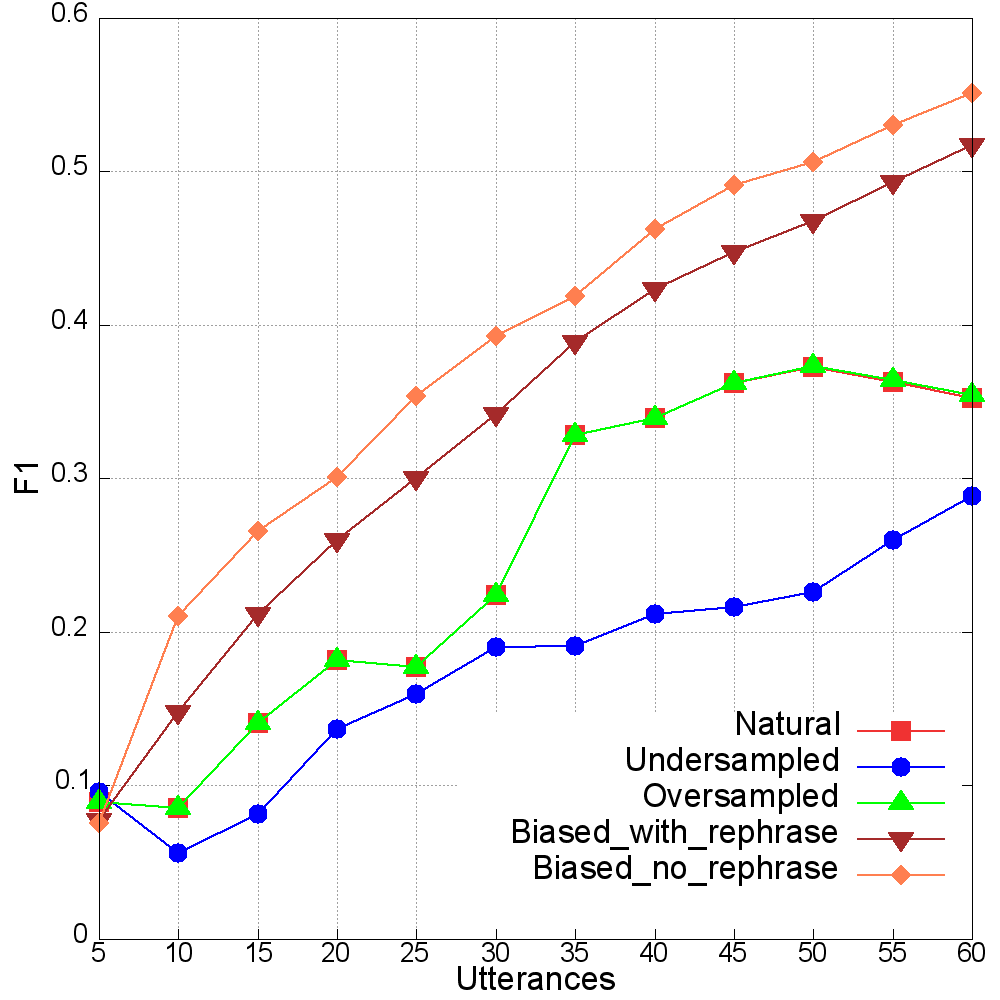 0.6
0.5
0.4
0.3
0.2
0.1
0
F1
5 10 15 20 25 30 35 40 45 50 55 60
Utterances
Natural
Undersampled
Oversampled
Biased_with_rephrase
Biased_no_rephrase